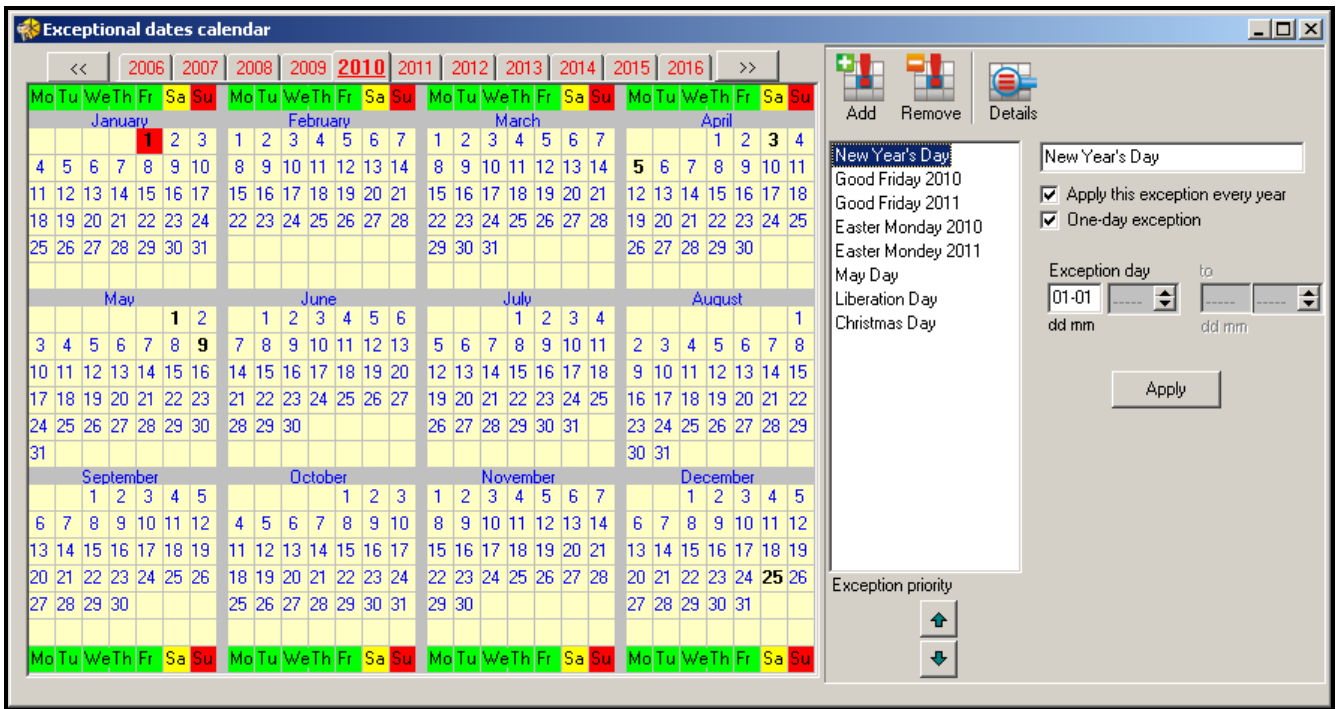 Exceptional dates calendar
<< 2006 2007 2008 2009 2010 2011 2012 2013 2014 2015 2016 >>
Mo Tu We Th Fr Sa Su Mo Tu We Th Fr Sa Su Mo Tu We Th Fr Sa Su Mo Tu We Th Fr Sa Su
January February March April
1 2 3 1 2 3 4 5 6 7 1 2 3 4 5 6 7 1 2 3 4
4 5 6 7 8 9 10 8 9 10 11 12 13 14 8 9 10 11 12 13 14 5 6 7 8 9 10 11
11 12 13 14 15 16 17 15 16 17 18 19 20 21 15 16 17 18 19 20 21 12 13 14 15 16 17 18
18 19 20 21 22 23 24 22 23 24 25 26 27 28 22 23 24 25 26 27 28 19 20 21 22 23 24 25
25 26 27 28 29 30 31 29 30 31 26 27 28 29 30
May June July August
1 2 1 2 3 4 5 6 1 2 3 4 1
3 4 5 6 7 8 9 7 8 9 10 11 12 13 5 6 7 8 9 10 11 2 3 4 5 6 7 8
10 11 12 13 14 15 16 14 15 16 17 18 19 20 12 13 14 15 16 17 18 9 10 11 12 13 14 15
17 18 19 20 21 22 23 21 22 23 24 25 26 27 19 20 21 22 23 24 25 16 17 18 19 20 21 22
24 25 26 27 28 29 30 28 29 30 26 27 28 29 30 31 23 24 25 26 27 28 29
31 30 31
September October November December
1 2 3 4 5 1 2 3 1 2 3 4 5 6 7 1 2 3 4 5
6 7 8 9 10 11 12 4 5 6 7 8 9 10 8 9 10 11 12 13 14 6 7 8 9 10 11 12
13 14 15 16 17 18 19 11 12 13 14 15 16 17 15 16 17 18 19 20 21 13 14 15 16 17 18 19
20 21 22 23 24 25 26 18 19 20 21 22 23 24 22 23 24 25 26 27 28 20 21 22 23 24 25 26
27 28 29 30 25 26 27 28 29 30 31 29 30 27 28 29 30 31
Mo Tu We Th Fr Sa Su Mo Tu We Th Fr Sa Su Mo Tu We Th Fr Sa Su Mo Tu We Th Fr Sa Su
Add Remove Details
New Year's Day
Good Friday 2010
Good Friday 2011
Easter Monday 2010
Easter Mondey 2011
May Day
Liberation Day
Christmas Day
Exception priority
New Year's Day
Apply this exception every year
One-day exception
Exception day to
01-01 ----- ----- -----
dd mm dd mm
Apply